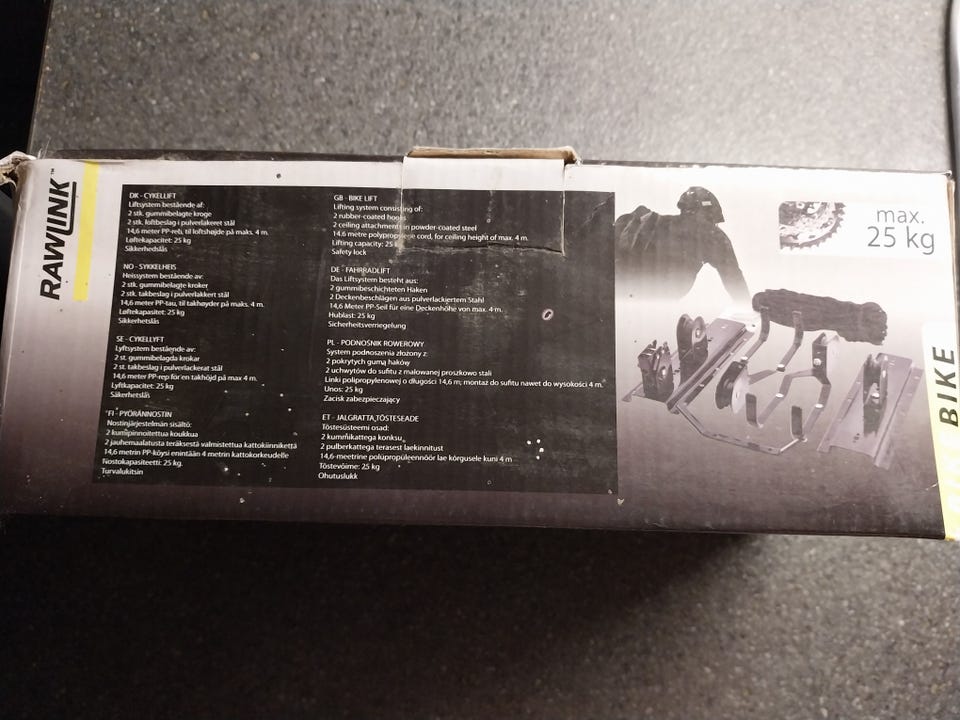 RAWLINK™
DK - CYKELLIFT
Liftsystem bestående af:
2 stk. gummibelagte kroge
2 stk. loftbeslag i pulverlakeret stål
14,6 meter PP-reb, til loftshøjde på maks. 4 m.
Løftekapacitet: 25 kg
Sikkerhedslås
NO - SYKKELHEIS
Heissystem bestående av:
2 stk. gummibelagte kroker
2 stk. takbeslag i pulverlakkert stål
14,6 meter PP-tau, til takhøyder på maks. 4 m.
Løftekapasitet: 25 kg
Sikkerhetslås
SE - CYKELLYFT
Lyftsystem bestående av:
2 st. gummibelagda krokar
2 st. takbeslag i pulverlackerat stål
14,6 meter PP-rep för en takhöjd på max 4 m.
Lyftkapacitet: 25 kg
Säkerhetslås
FI - PYÖRÄNNOSTIN
Nostinjärjestelmän sisältö:
2 kumipinnoitettua koukkua
2 jauhemaalatusta teräksestä valmistettua kattokiinnikettä
14,6 metrin PP-köysi enintään 4 metrin kattokorkeudelle
Nostokapasiteetti: 25 kg.
Turvalukitsin
GB - BIKE LIFT
Lifting system consisting of:
2 rubber-coated hooks
2 ceiling attachments in powder-coated steel
14.6 metre polypropylene cord, for ceiling height of max. 4 m.
Lifting capacity: 25
Safety lock
DE - FAHRRADLIFT
Das Liftsystem besteht aus:
2 gummibeschichteten Haken
2 Deckenbeschlägen aus pulverlackiertem Stahl
14,6 Meter PP-Seil für eine Deckenhöhe von max. 4 m.
Hublast: 25 kg
Sicherheitsverriegelung
PL - PODNOŚNIK ROWEROWY
System podnoszenia złożony z:
2 pokrytych gumą haków
2 uchwytów do sufitu z malowanej proszkowo stali
Linki polipropylenowej o długości 14,6 m; montaż do sufitu nawet do wysokości 4 m.
Unos: 25 kg
Zacisk zabezpieczający
ET - JALGRATTA TÕSTESEADE
Tõstesüsteemi osad:
2 kummikattega konksu
2 pulberkattega terasest laekinnitust
14,6-meetrine polüpropüleennöör lae kõrgusele kuni 4 m
Tõstevõime: 25 kg
Ohutuslukk
max.
25 kg
BIKE